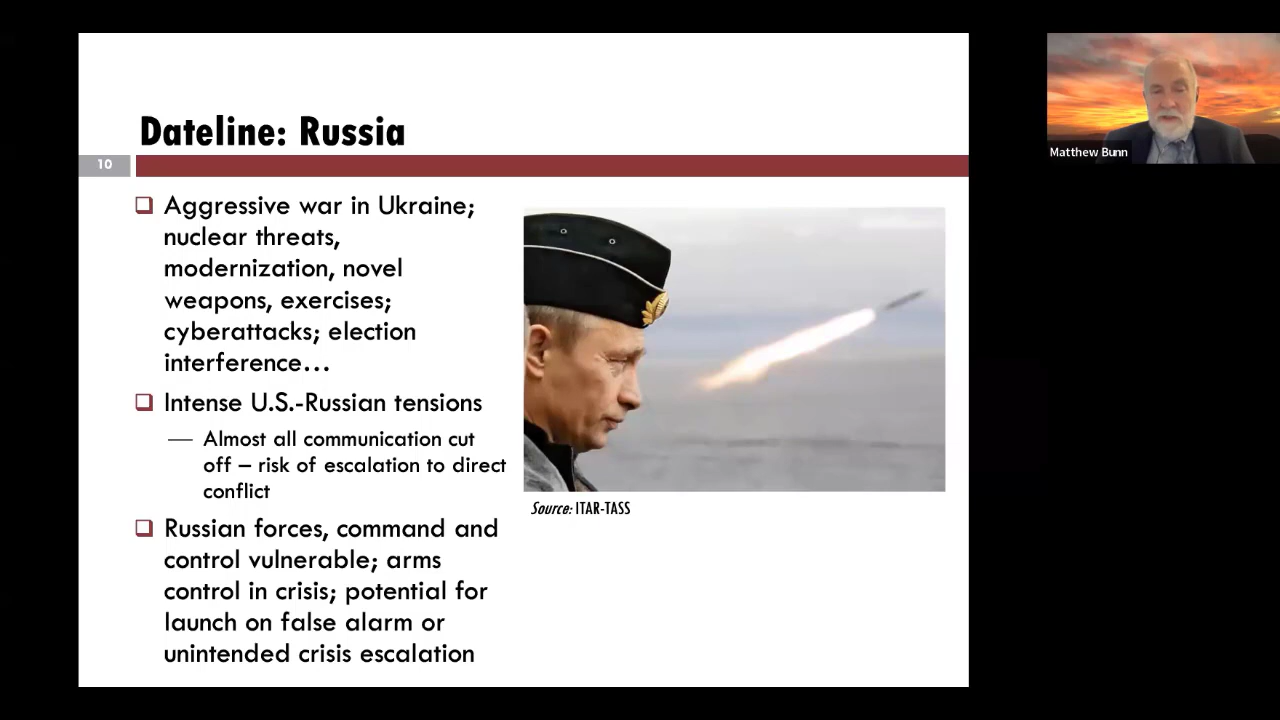 Dateline: Russia
10
Aggressive war in Ukraine;
nuclear threats,
modernization, novel
weapons, exercises;
cyberattacks; election
interference…
Intense U.S.-Russian tensions
— Almost all communication cut
off – risk of escalation to direct
conflict
Russian forces, command and
control vulnerable; arms
control in crisis; potential for
launch on false alarm or
unintended crisis escalation
Source: ITAR-TASS
Matthew Bunn